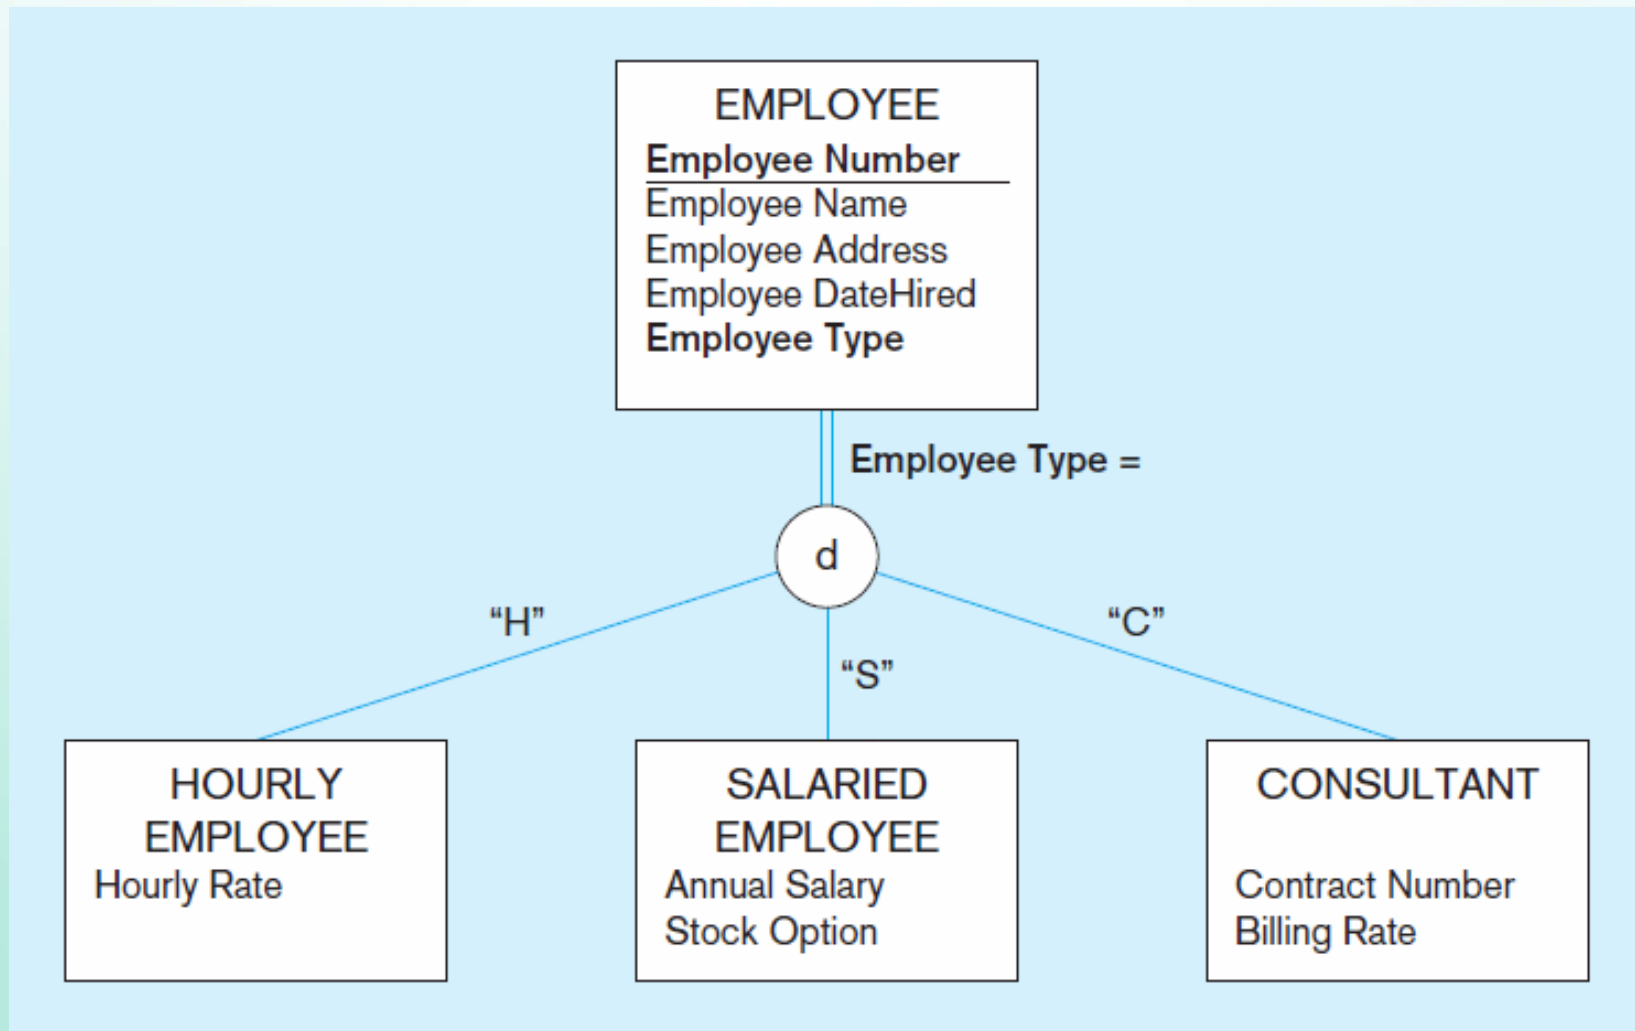 EMPLOYEE
Employee Number
Employee Name
Employee Address
Employee DateHired
Employee Type
Employee Type =
d
“H”
“S”
“C”
HOURLY
EMPLOYEE
Hourly Rate
SALARIED
EMPLOYEE
Annual Salary
Stock Option
CONSULTANT
Contract Number
Billing Rate